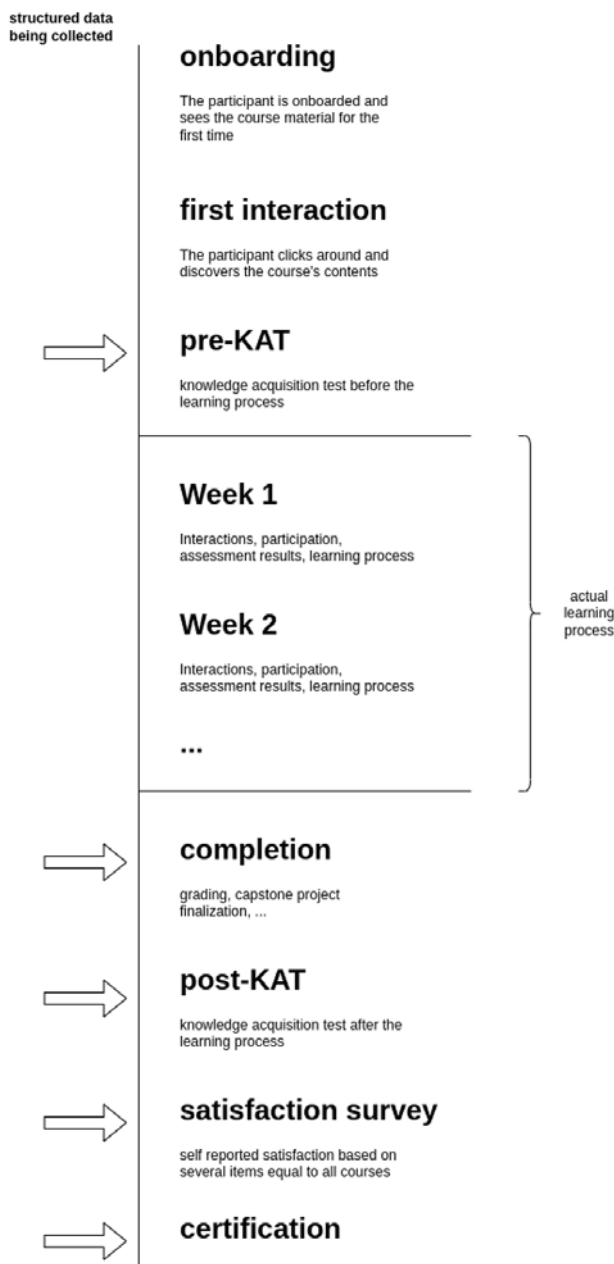 structured data
being collected
onboarding
The participant is onboarded and
sees the course material for the
first time
first interaction
The participant clicks around and
discovers the course's contents
pre-KAT
knowledge acquisition test before the
learning process
Week 1
Interactions, participation,
assessment results, learning process
Week 2
Interactions, participation,
assessment results, learning process
...
actual
learning
process
completion
grading, capstone project
finalization, ...
post-KAT
knowledge acquisition test after the
learning process
satisfaction survey
self reported satisfaction based on
several items equal to all courses
certification